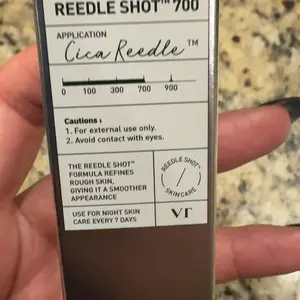 REEDLE SHOT™ 700
APPLICATION
Cica Reedle™
0 100 300 700 900
Cautions :
1. For external use only.
2. Avoid contact with eyes.
THE REEDLE SHOT™
FORMULA REFINES
ROUGH SKIN,
GIVING IT A SMOOTHER
APPEARANCE
REEDLE SHOT™
SKINCARE
USE FOR NIGHT SKIN
CARE EVERY 7 DAYS
VT